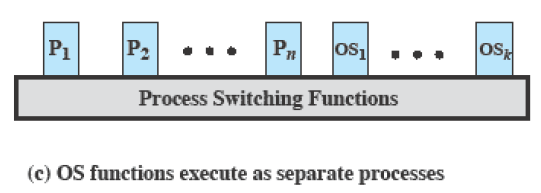 P1 P2 • • • Pn OS1 • • • OSk
Process Switching Functions
(c) OS functions execute as separate processes